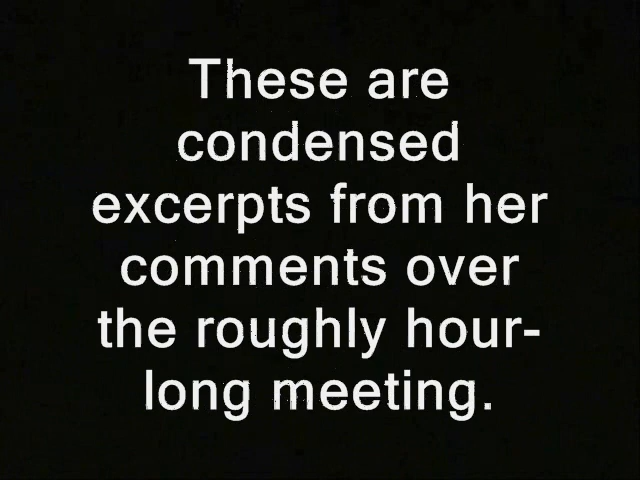 These are
condensed
excerpts from her
comments over
the roughly hour-
long meeting.